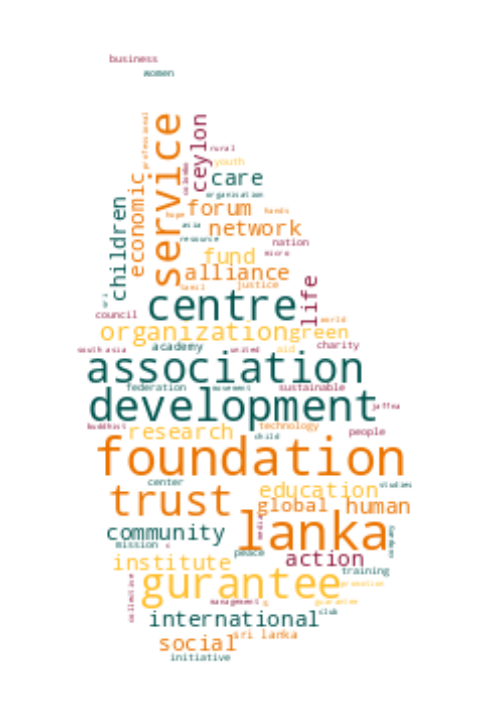 business
women
professional
service
ceylon
rural
youth
colombo
care
economic
children
organisation
hope
forum
hands
asia
network
resource
nation
fund
micro
alliance
tamil
justice
life
sri
centre
council
world
organization
green
south asia
academy
united
aid
charity
association
federation
movement
sustainable
development
jaffna
buddhist
research
technology
child
people
foundation
center
studies
trust
education
global
human
lanka
media
community
mission
peace
action
institute
training
gurantee
promotion
collective
management
guarantee
international
club
social
sri lanka
initiative